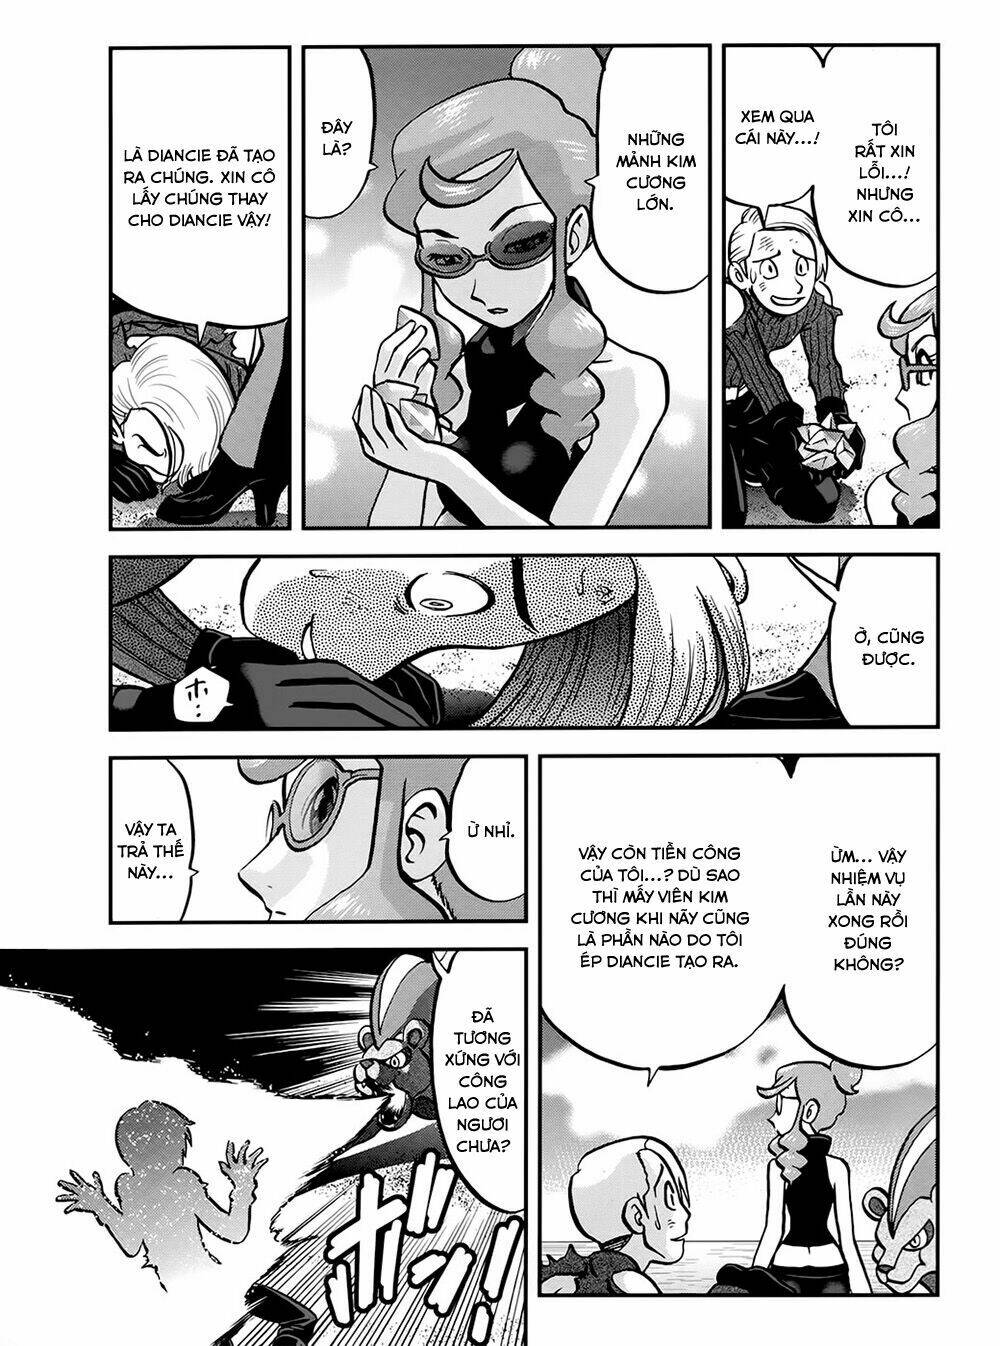 TÔI
RẤT XIN
LỖI...!
NHƯNG
XIN CÔ...
XEM QUA
CÁI NÀY...!
NHỮNG
MẢNH KIM
CƯƠNG
LỚN.
ĐÂY
LÀ?
LÀ DIANCIE ĐÃ TẠO
RA CHÚNG. XIN CÔ
LẤY CHÚNG THAY
CHO DIANCIE VẬY!
Ờ, CŨNG
ĐƯỢC.
ホ..
ỪM... VẬY
NHIỆM VỤ
LẦN NÀY
XONG RỒI
ĐÚNG
KHÔNG?
VẬY CÒN TIỀN CÔNG
CỦA TÔI...? DÙ SAO
THÌ MẤY VIÊN KIM
CƯƠNG KHI NÃY CŨNG
LÀ PHẦN NÀO DO TÔI
ÉP DIANCIE TẠO RA.
Ừ NHỈ.
VẬY TA
TRẢ THẾ
NÀY...
ĐÃ
TƯƠNG
XỨNG VỚI
CÔNG
LAO CỦA
NGƯƠI
CHƯA?
ガガ!!